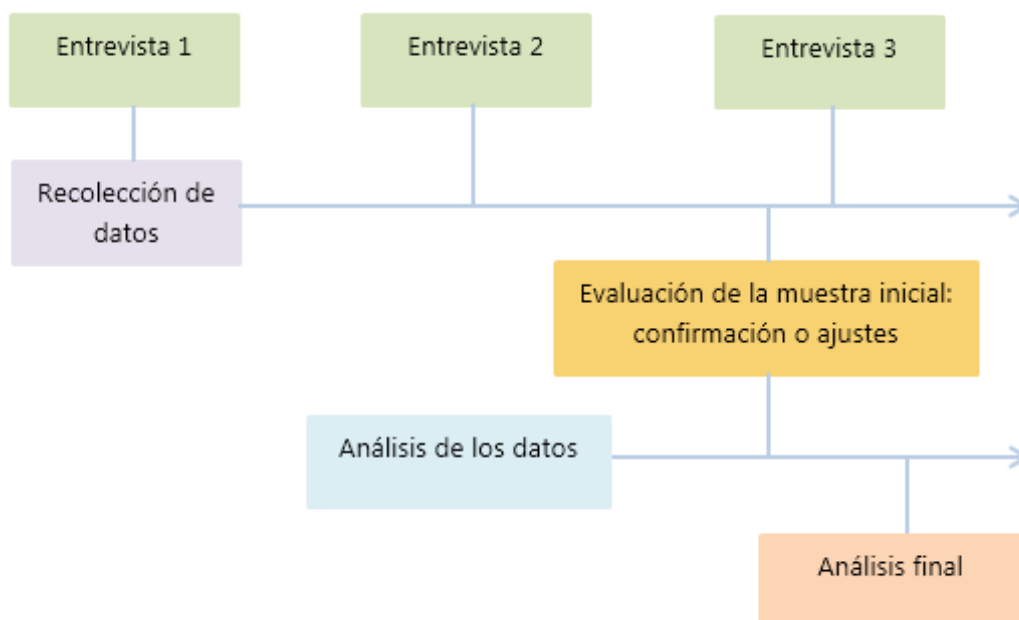 Entrevista 1
Entrevista 2
Entrevista 3
Recolección de
datos
Evaluación de la muestra inicial:
confirmación o ajustes
Análisis de los datos
Análisis final